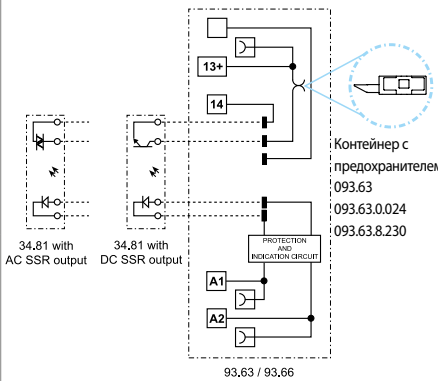 13+
14
Контейнер с
предохранителем
093.63
093.63.0.024
093.63.8.230
34.81 with
AC SSR output
34.81 with
DC SSR output
PROTECTION
AND
INDICATION CIRCUIT
A1
A2
93.63 / 93.66